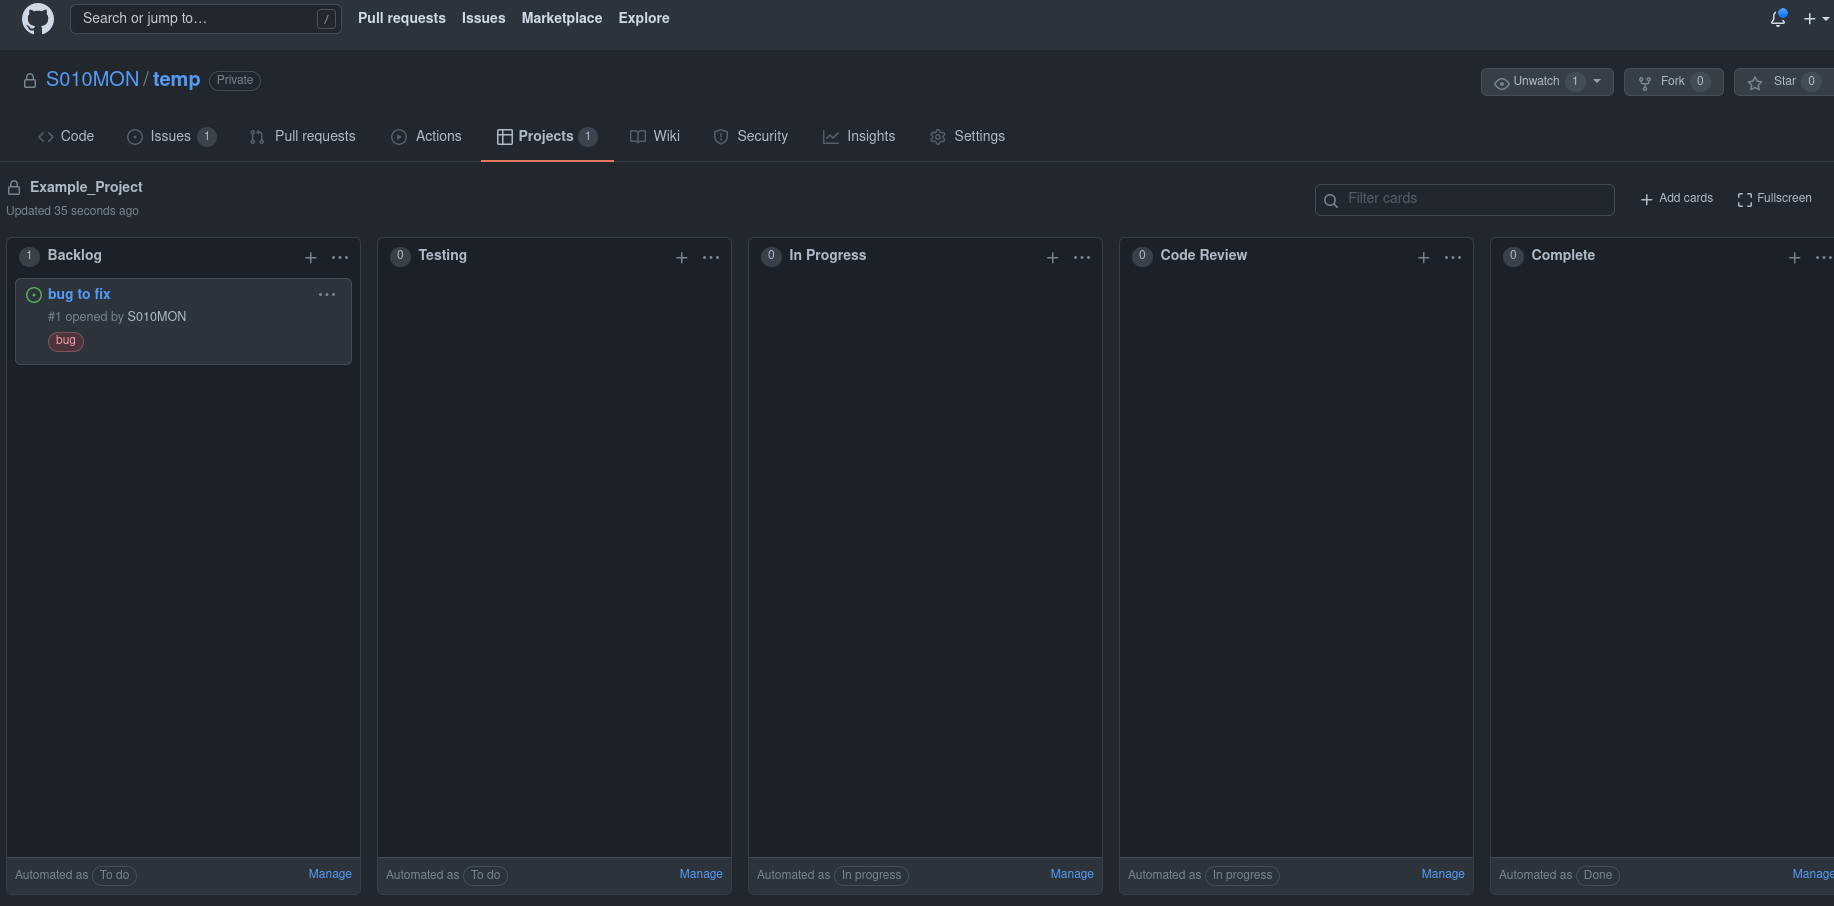 Search or jump to… / Pull requests Issues Marketplace Explore
S010MON / temp Private Unwatch 1 Fork 0 Star 0
Code Issues 1 Pull requests Actions Projects 1 Wiki Security Insights Settings
Example_Project
Updated 35 seconds ago
Filter cards Add cards Fullscreen
1 Backlog
bug to fix
#1 opened by S010MON
bug
Automated as To do Manage
0 Testing
Automated as To do Manage
0 In Progress
Automated as In progress Manage
0 Code Review
Automated as In progress Manage
0 Complete
Automated as Done Manage